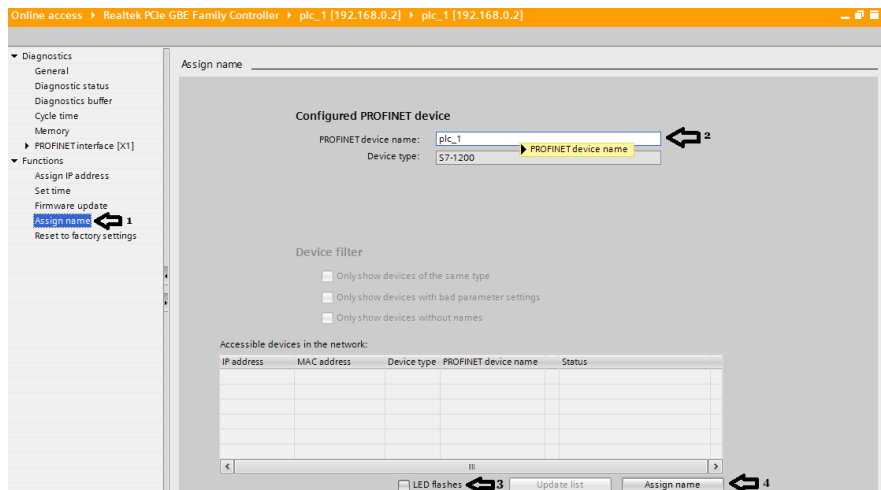 Online access ▸ Realtek PCIe GBE Family Controller ▸ plc_1 [192.168.0.2] ▸ plc_1 [192.168.0.2]
Diagnostics
General
Diagnostic status
Diagnostics buffer
Cycle time
Memory
PROFINET interface [X1]
Functions
Assign IP address
Set time
Firmware update
Assign name 1
Reset to factory settings
Assign name
Configured PROFINET device
PROFINET device name: plc_1 2
PROFINET device name
Device type: S7-1200
Device filter
Only show devices of the same type
Only show devices with bad parameter settings
Only show devices without names
Accessible devices in the network:
IP address MAC address Device type PROFINET device name Status
LED flashes 3 Update list Assign name 4